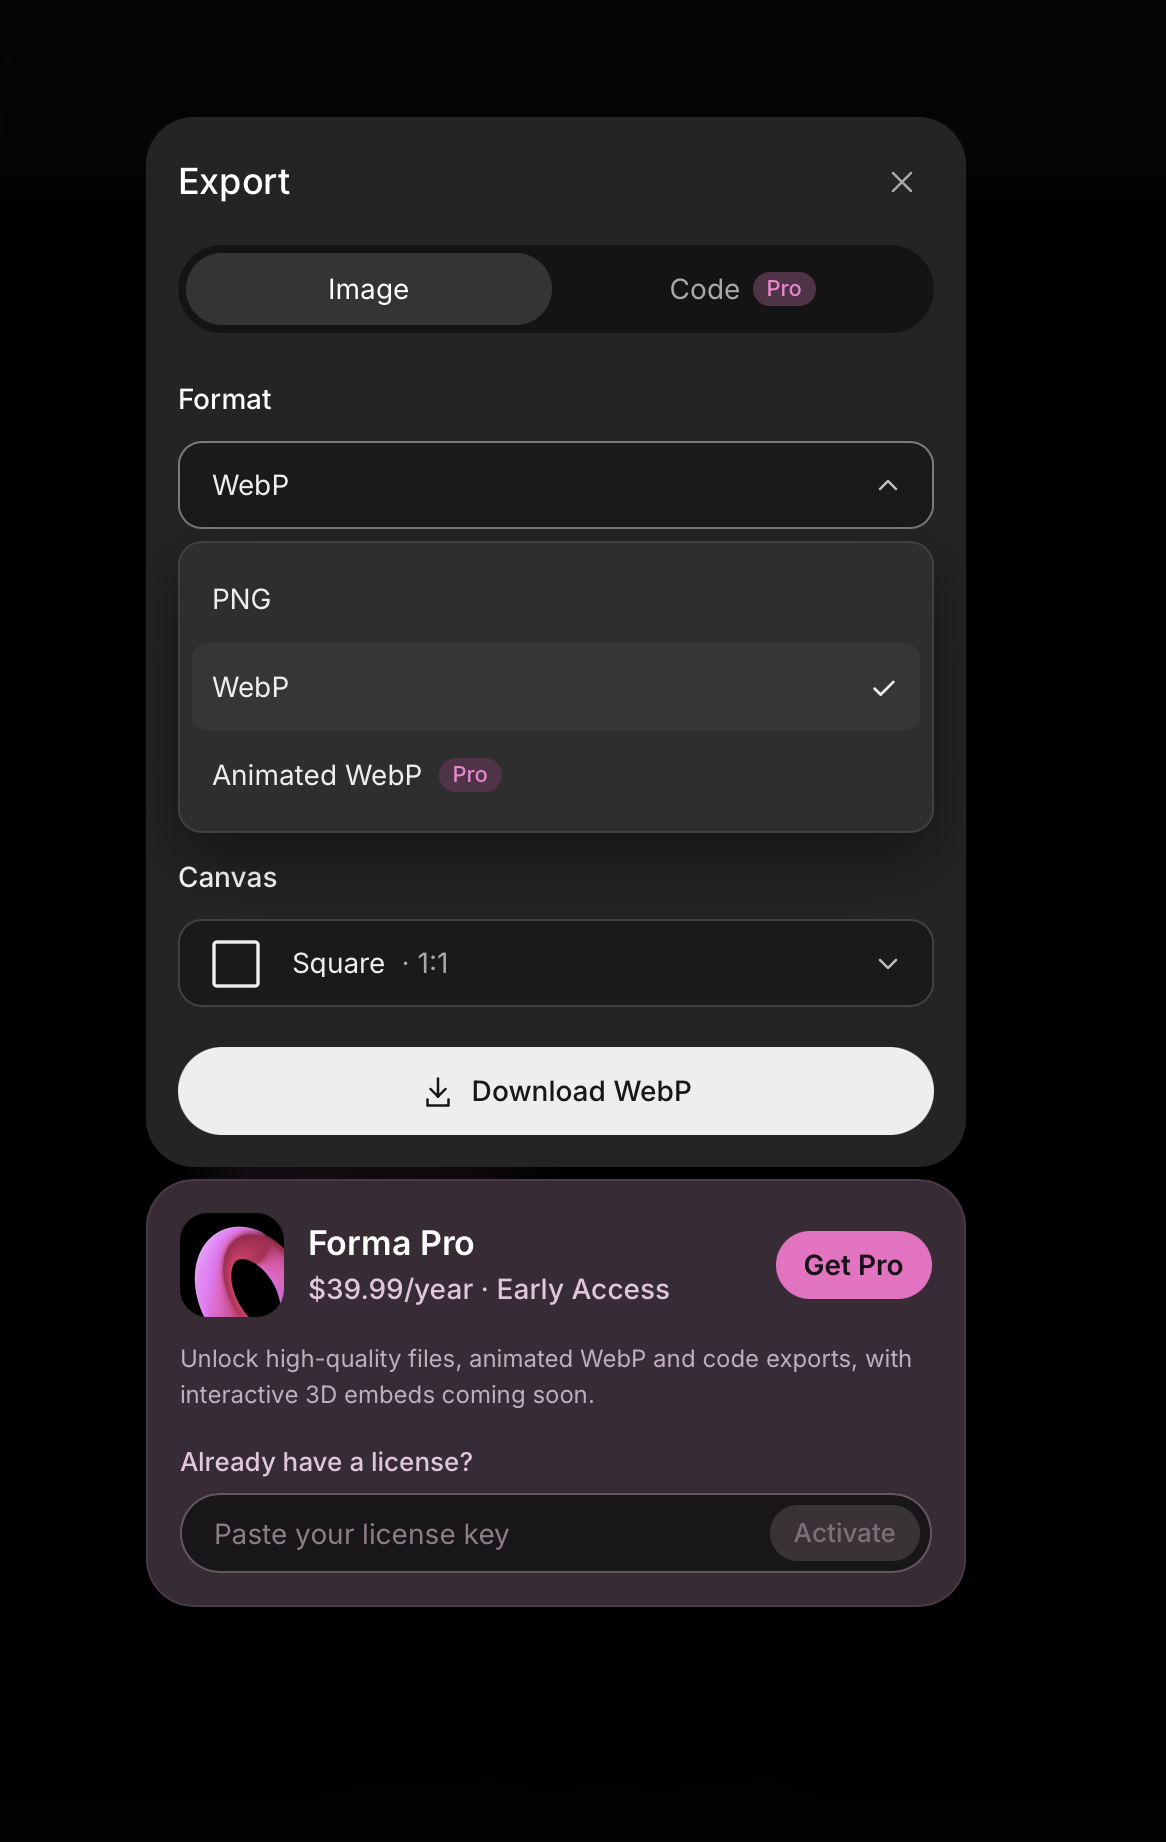 Export
Image
Code Pro
Format
WebP
PNG
WebP
Animated WebP Pro
Canvas
Square · 1:1
Download WebP
Forma Pro
$39.99/year · Early Access
Get Pro
Unlock high-quality files, animated WebP and code exports, with
interactive 3D embeds coming soon.
Already have a license?
Paste your license key
Activate